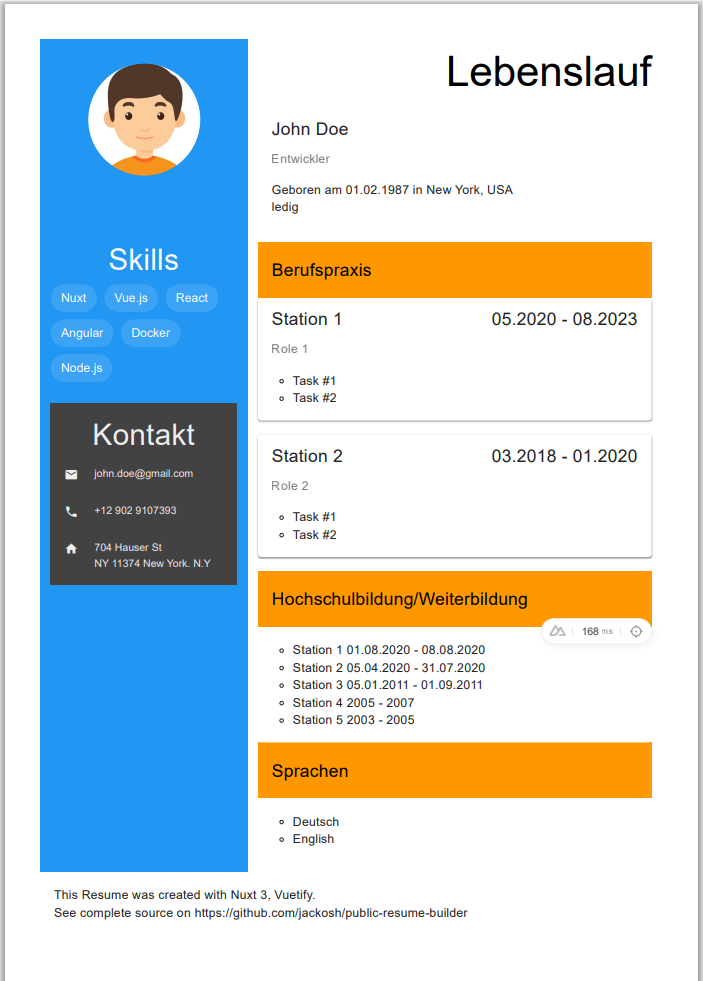 Lebenslauf
John Doe
Entwickler
Geboren am 01.02.1987 in New York, USA
ledig
Skills
Nuxt Vue.js React
Angular Docker
Node.js
Kontakt
john.doe@gmail.com
+12 902 9107393
704 Hauser St
NY 11374 New York. N.Y
Berufspraxis
Station 1 05.2020 - 08.2023
Role 1
Task #1
Task #2
Station 2 03.2018 - 01.2020
Role 2
Task #1
Task #2
Hochschulbildung/Weiterbildung
168 ms
Station 1 01.08.2020 - 08.08.2020
Station 2 05.04.2020 - 31.07.2020
Station 3 05.01.2011 - 01.09.2011
Station 4 2005 - 2007
Station 5 2003 - 2005
Sprachen
Deutsch
English
This Resume was created with Nuxt 3, Vuetify.
See complete source on https://github.com/jackosh/public-resume-builder